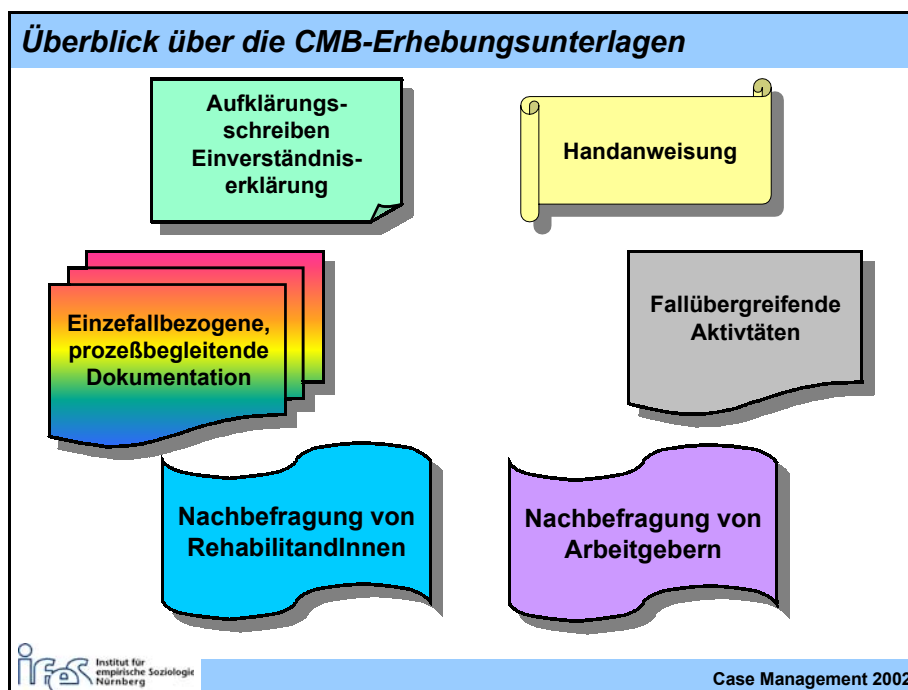 Überblick über die CMB-Erhebungsunterlagen
Aufklärungs-
schreiben
Einverständnis-
erklärung
Handanweisung
Einzefallbezogene,
prozeßbegleitende
Dokumentation
Fallübergreifende
Aktivtäten
Nachbefragung von
RehabilitandInnen
Nachbefragung von
Arbeitgebern
ifes
Institut für
empirische Soziologie
Nürnberg
Case Management 2002